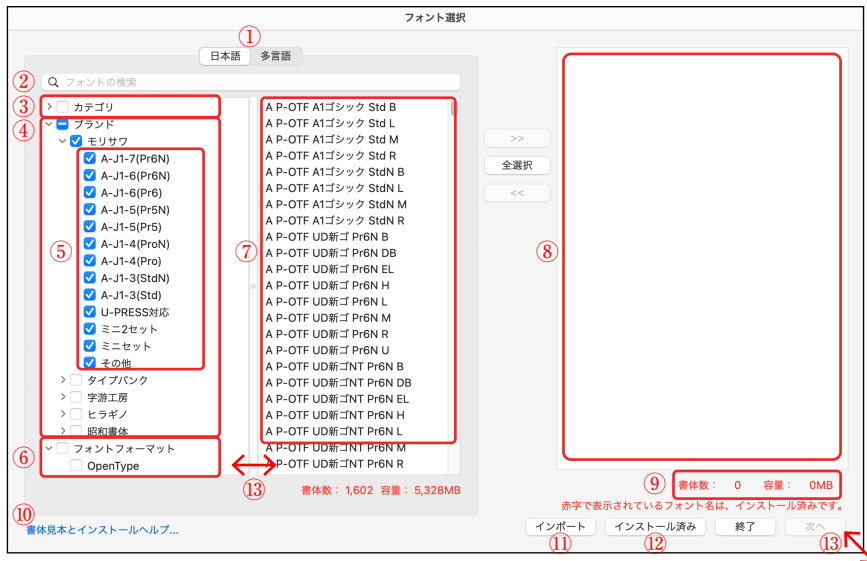 フォント選択
①
日本語 多言語
② フォントの検索
③ カテゴリ
④ ブランド
モリサワ
⑤
A-J1-7(Pr6N)
A-J1-6(Pr6N)
A-J1-6(Pr6)
A-J1-5(Pr5N)
A-J1-5(Pr5)
A-J1-4(ProN)
A-J1-4(Pro)
A-J1-3(StdN)
A-J1-3(Std)
U-PRESS対応
ミニ2セット
ミニセット
その他
タイプバンク
字游工房
ヒラギノ
昭和書体
⑥ フォントフォーマット
OpenType
⑦
A P-OTF A1ゴシック Std B
A P-OTF A1ゴシック Std L
A P-OTF A1ゴシック Std M
A P-OTF A1ゴシック Std R
A P-OTF A1ゴシック StdN B
A P-OTF A1ゴシック StdN L
A P-OTF A1ゴシック StdN M
A P-OTF A1ゴシック StdN R
A P-OTF UD新ゴ Pr6N B
A P-OTF UD新ゴ Pr6N DB
A P-OTF UD新ゴ Pr6N EL
A P-OTF UD新ゴ Pr6N H
A P-OTF UD新ゴ Pr6N L
A P-OTF UD新ゴ Pr6N M
A P-OTF UD新ゴ Pr6N R
A P-OTF UD新ゴ Pr6N U
A P-OTF UD新ゴNT Pr6N B
A P-OTF UD新ゴNT Pr6N DB
A P-OTF UD新ゴNT Pr6N EL
A P-OTF UD新ゴNT Pr6N H
A P-OTF UD新ゴNT Pr6N L
A P-OTF UD新ゴNT Pr6N M
A P-OTF UD新ゴNT Pr6N R
⑬
書体数： 1,602 容量： 5,328MB
>>
全選択
<<
⑧
⑨ 書体数： 0 容量： 0MB
赤字で表示されているフォント名は、インストール済みです。
⑩
書体見本とインストールヘルプ...
インポート インストール済み 終了 次へ
⑪ ⑫ ⑬